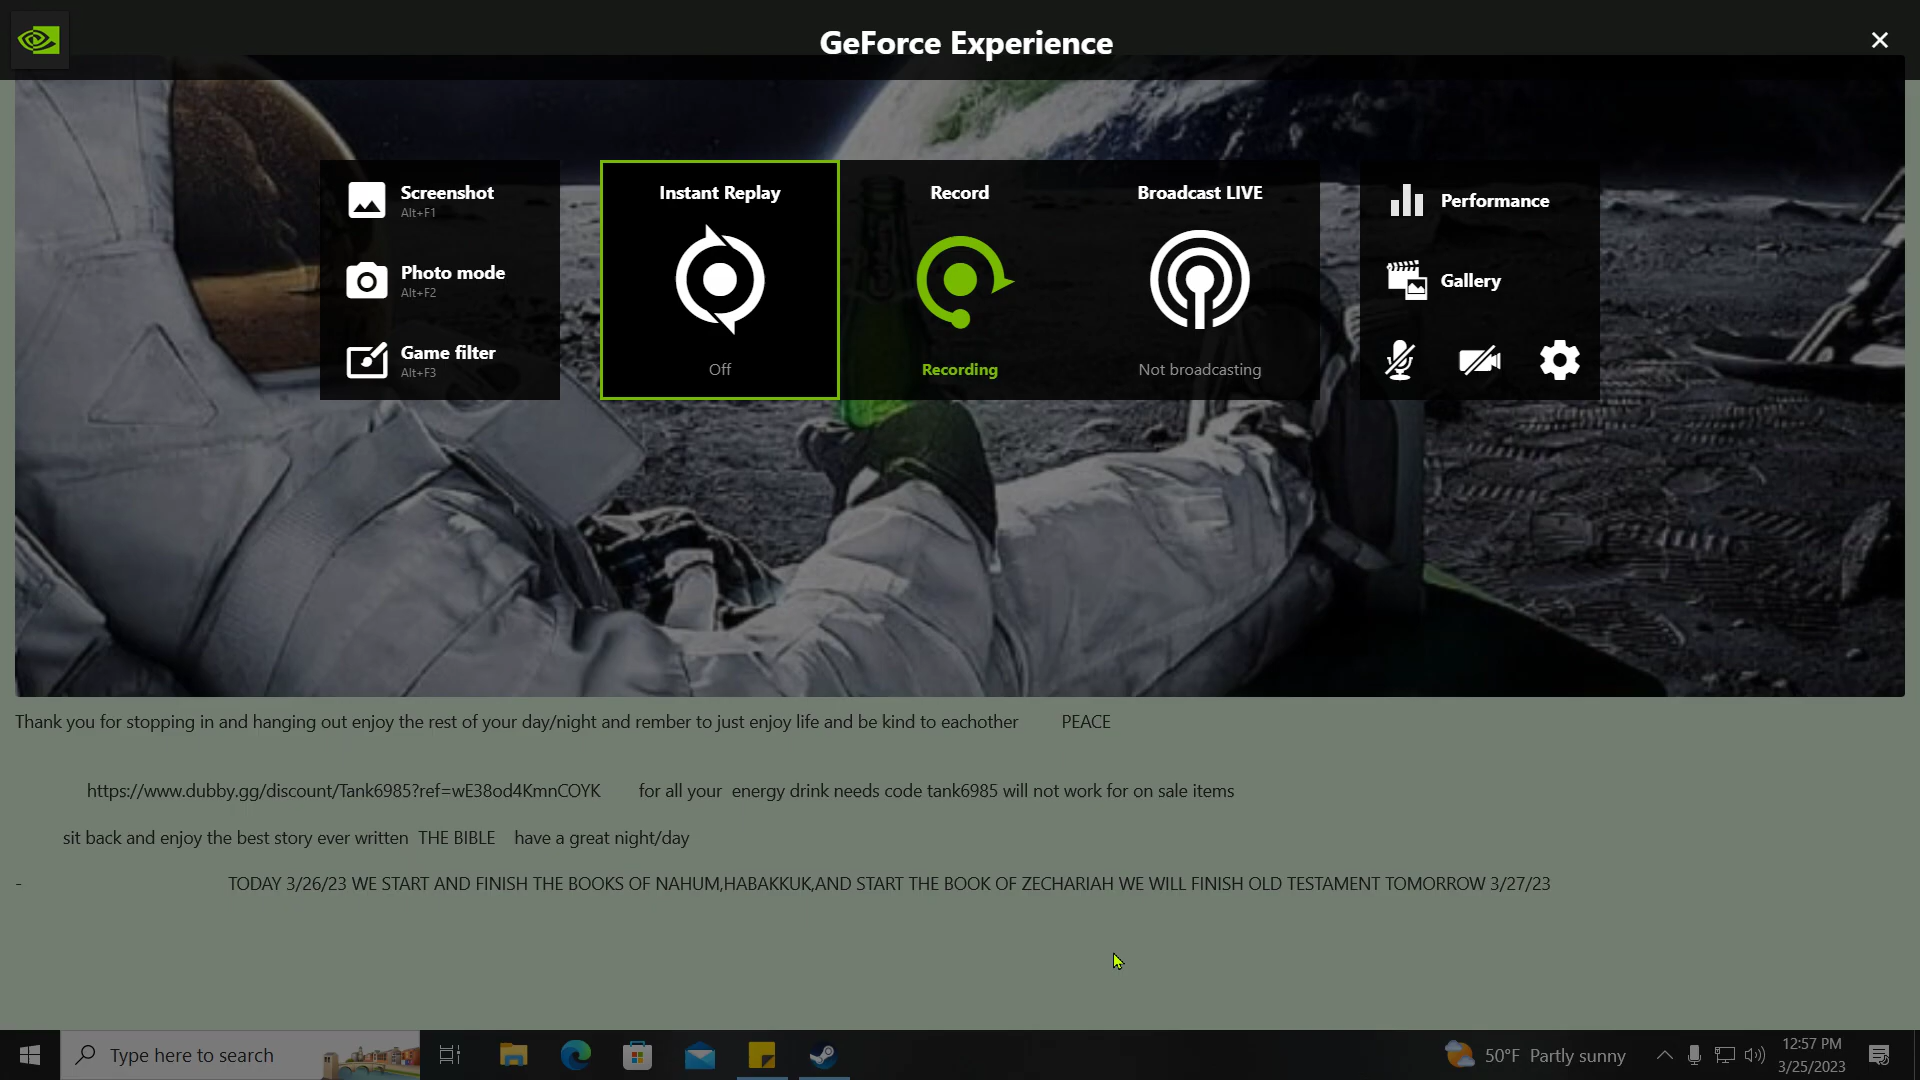 GeForce Experience
Screenshot
Alt+F1
Photo mode
Alt+F2
Game filter
Alt+F3
Instant Replay
Off
Record
Recording
Broadcast LIVE
Not broadcasting
Performance
Gallery
Thank you for stopping in and hanging out enjoy the rest of your day/night and rember to just enjoy life and be kind to eachother PEACE
https://www.dubby.gg/discount/Tank6985?ref=wE38od4KmnCOYK for all your energy drink needs code tank6985 will not work for on sale items
sit back and enjoy the best story ever written THE BIBLE have a great night/day
- TODAY 3/26/23 WE START AND FINISH THE BOOKS OF NAHUM,HABAKKUK,AND START THE BOOK OF ZECHARIAH WE WILL FINISH OLD TESTAMENT TOMORROW 3/27/23
Type here to search
50°F Partly sunny
12:57 PM
3/25/2023